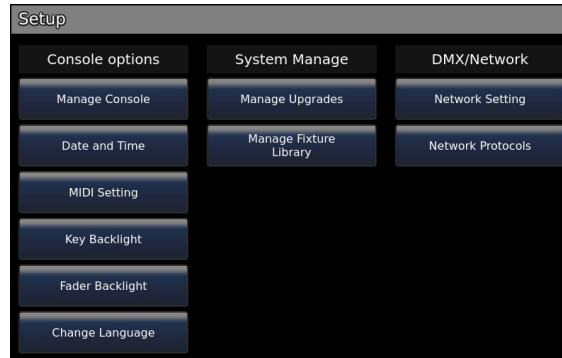 Setup
Console options
Manage Console
Date and Time
MIDI Setting
Key Backlight
Fader Backlight
Change Language
System Manage
Manage Upgrades
Manage Fixture
Library
DMX/Network
Network Setting
Network Protocols